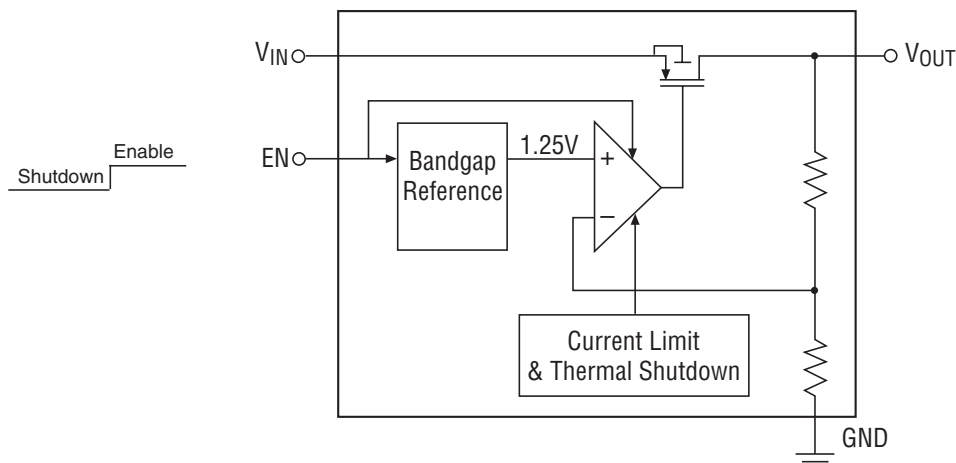 VIN
VOUT
EN
Enable
Shutdown
1.25V
Bandgap
Reference
+
−
Current Limit
& Thermal Shutdown
GND